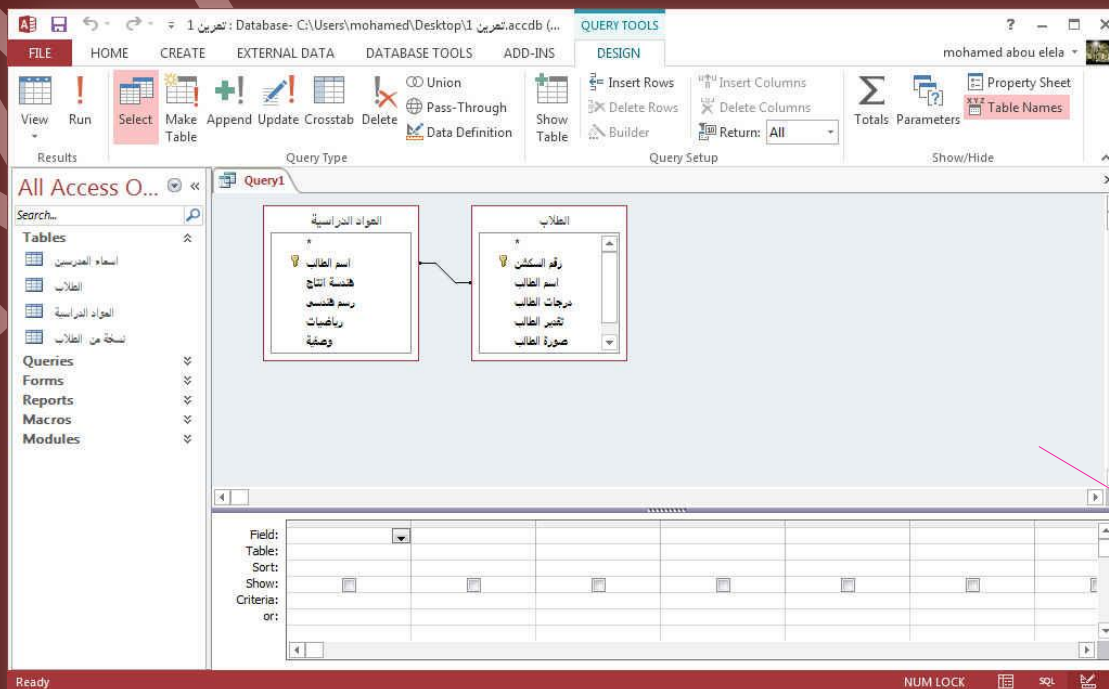 تمرين 1 : Database- C:\Users\mohamed\Desktop\تمرين 1.accdb (...
QUERY TOOLS
FILE HOME CREATE EXTERNAL DATA DATABASE TOOLS ADD-INS DESIGN mohamed abou elela
View Run Select Make Table Append Update Crosstab Delete
Union
Pass-Through
Data Definition
Show Table
Insert Rows
Delete Rows
Builder
Insert Columns
Delete Columns
Return: All
Totals Parameters
Property Sheet
Table Names
Results Query Type Query Setup Show/Hide
All Access O...
Search...
Tables
اسماء المدرسين
الطلاب
المواد الدراسية
نسخة من الطلاب
Queries
Forms
Reports
Macros
Modules
Query1
المواد الدراسية
*
اسم الطالب
هندسة انتاج
رسم هندسى
رياضيات
وصفية
الطلاب
*
رقم السكشن
اسم الطالب
درجات الطالب
تقدير الطالب
صورة الطالب
Field:
Table:
Sort:
Show:
Criteria:
or:
Ready NUM LOCK SQL